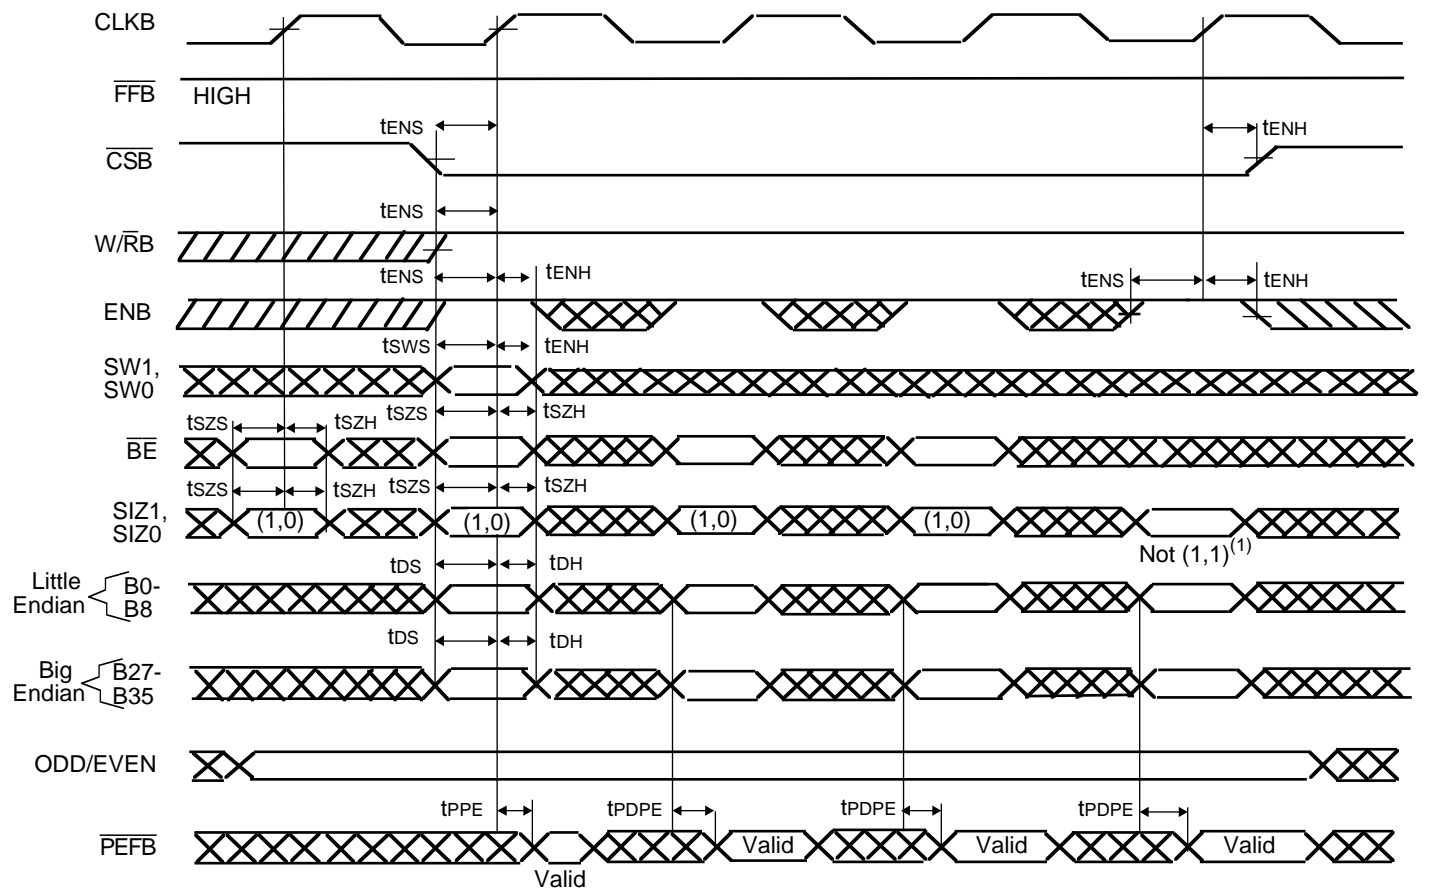 CLKB
FFB HIGH
tENS tENH
CSB
tENS
W/RB
tENS tENH tENS tENH
ENB
tSWS tENH
SW1,
SW0
tSZS tSZH tSZS tSZH
BE
tSZS tSZH tSZS tSZH
SIZ1,
SIZ0
(1,0) (1,0) (1,0) (1,0)
Not (1,1)(1)
tDS tDH
Little
Endian
B0-
B8
tDS tDH
Big
Endian
B27-
B35
ODD/EVEN
tPPE tPDPE tPDPE tPDPE
PEFB Valid Valid Valid
Valid